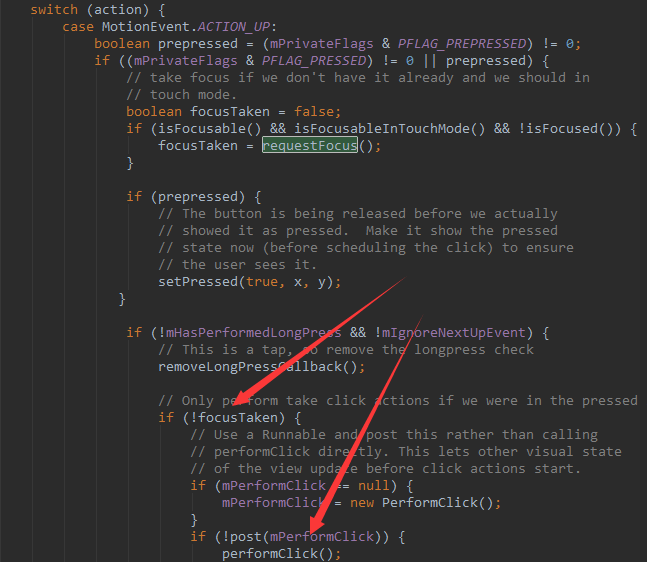 switch (action) {
case MotionEvent.ACTION_UP:
boolean prepressed = (mPrivateFlags & PFLAG_PREPRESSED) != 0;
if ((mPrivateFlags & PFLAG_PRESSED) != 0 || prepressed) {
// take focus if we don't have it already and we should in
// touch mode.
boolean focusTaken = false;
if (isFocusable() && isFocusableInTouchMode() && !isFocused()) {
focusTaken = requestFocus();
}
if (prepressed) {
// The button is being released before we actually
// showed it as pressed.  Make it show the pressed
// state now (before scheduling the click) to ensure
// the user sees it.
setPressed(true, x, y);
}
if (!mHasPerformedLongPress && !mIgnoreNextUpEvent) {
// This is a tap, so remove the longpress check
removeLongPressCallback();
// Only perform take click actions if we were in the pressed
if (!focusTaken) {
// Use a Runnable and post this rather than calling
// performClick directly. This lets other visual state
// of the view update before click actions start.
if (mPerformClick == null) {
mPerformClick = new PerformClick();
}
if (!post(mPerformClick)) {
performClick();